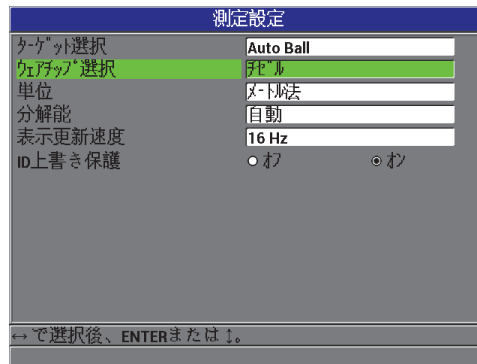 測定設定
ﾀｰｹﾞｯﾄ選択 Auto Ball
ｳｪｱﾁｯﾌﾟ選択 ﾁｾﾞﾙ
単位 ﾒｰﾄﾙ法
分解能 自動
表示更新速度 16 Hz
ID上書き保護 ｵﾌ ｵﾝ
↔で選択後、ENTERまたは↕。